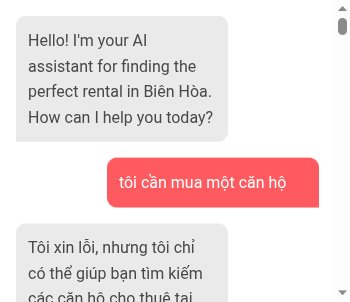 Hello! I'm your AI
assistant for finding the
perfect rental in Biên Hòa.
How can I help you today?
tôi cần mua một căn hộ
Tôi xin lỗi, nhưng tôi chỉ
có thể giúp bạn tìm kiếm
các căn hộ cho thuê tại